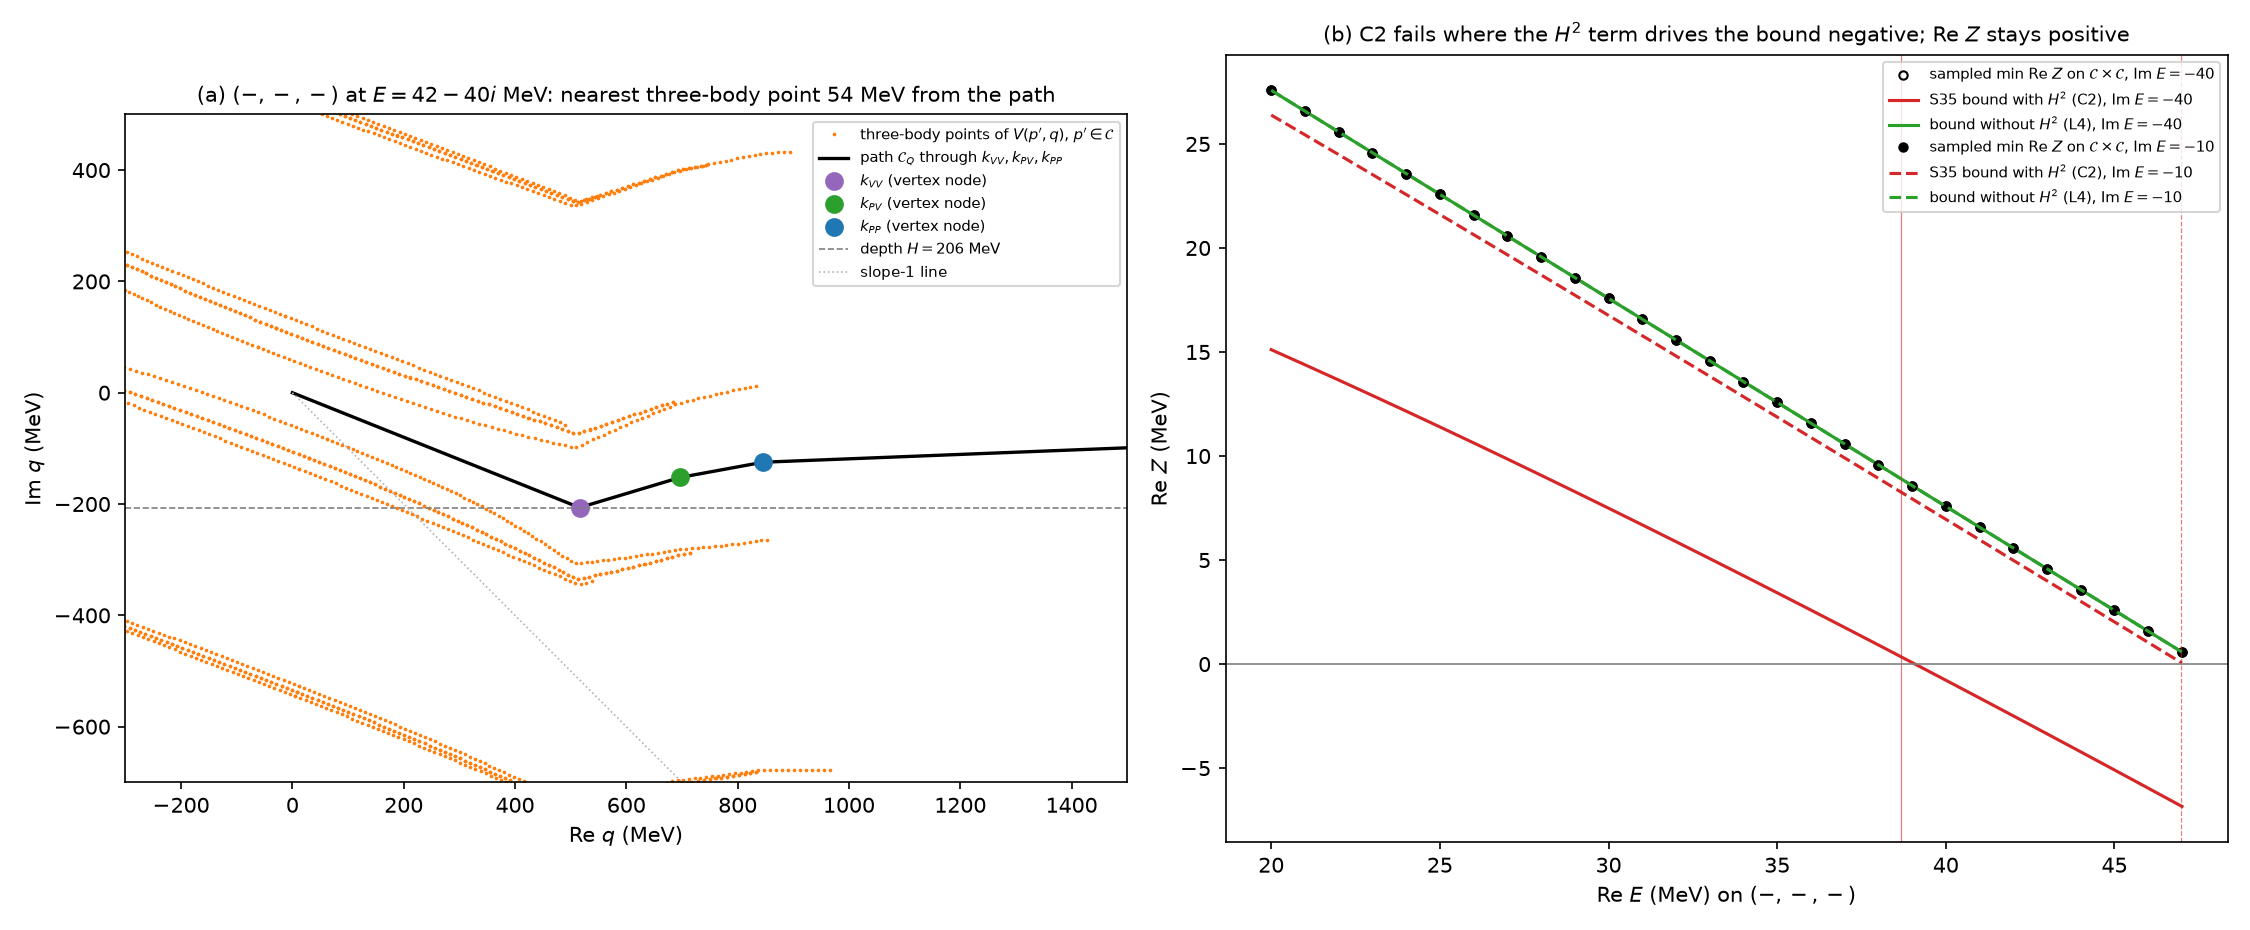 (a) (−, −, −) at E = 42 − 40i MeV: nearest three-body point 54 MeV from the path
three-body points of V(p′, q), p′ ∈ 𝒞
path 𝒞_Q through k_VV, k_PV, k_PP
k_VV (vertex node)
k_PV (vertex node)
k_PP (vertex node)
depth H = 206 MeV
slope-1 line
400
200
0
−200
−400
−600
Im q (MeV)
−200 0 200 400 600 800 1000 1200 1400
Re q (MeV)
(b) C2 fails where the H² term drives the bound negative; Re Z stays positive
sampled min Re Z on 𝒞 × 𝒞, Im E = −40
S35 bound with H² (C2), Im E = −40
bound without H² (L4), Im E = −40
sampled min Re Z on 𝒞 × 𝒞, Im E = −10
S35 bound with H² (C2), Im E = −10
bound without H² (L4), Im E = −10
25
20
15
10
5
0
−5
Re Z (MeV)
20 25 30 35 40 45
Re E (MeV) on (−, −, −)